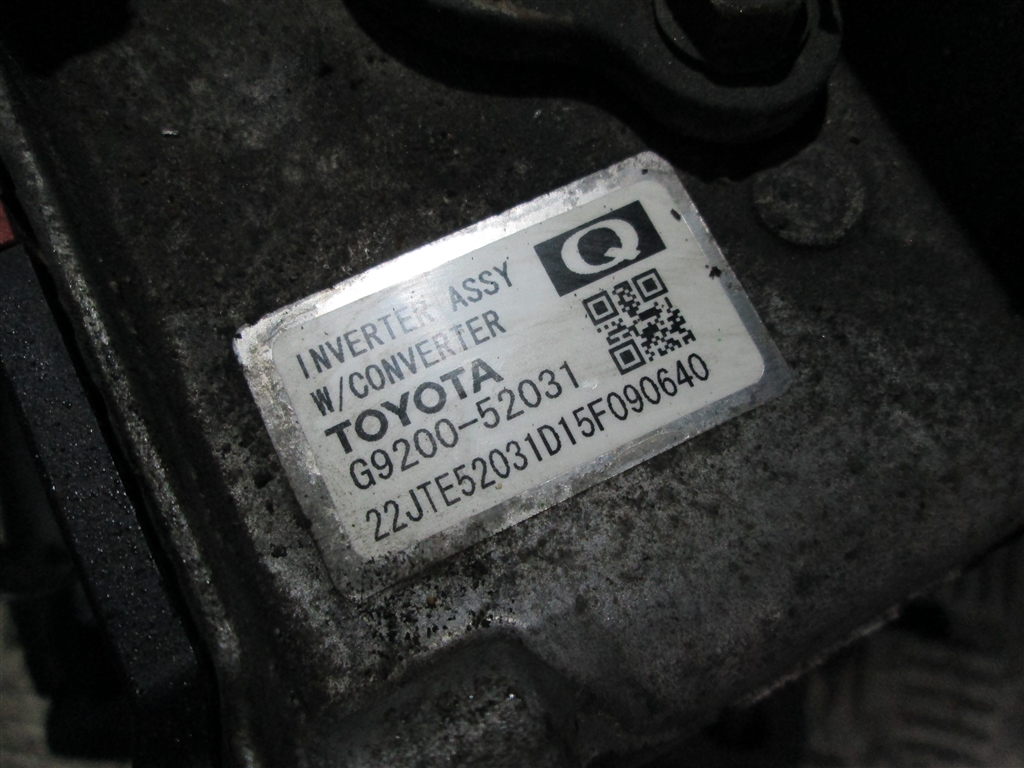 Q
INVERTER ASSY
W/CONVERTER
TOYOTA
G9200-52031
22JTE52031D15F090640